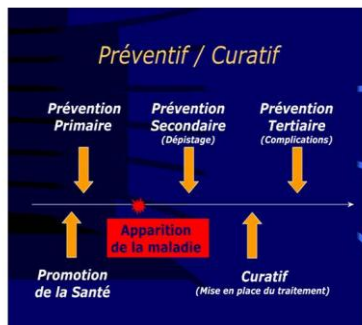 Préventif / Curatif
Prévention
Primaire
Prévention
Secondaire
(Dépistage)
Prévention
Tertiaire
(Complications)
Apparition
de la maladie
Promotion
de la Santé
Curatif
(Mise en place du traitement)